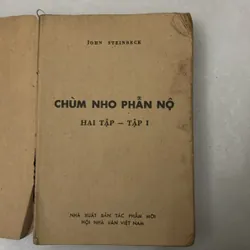 JOHN STEINBECK
CHÙM NHO PHẪN NỘ
HAI TẬP — TẬP I
NHÀ XUẤT BẢN TÁC PHẨM MỚI
HỘI NHÀ VĂN VIỆT NAM